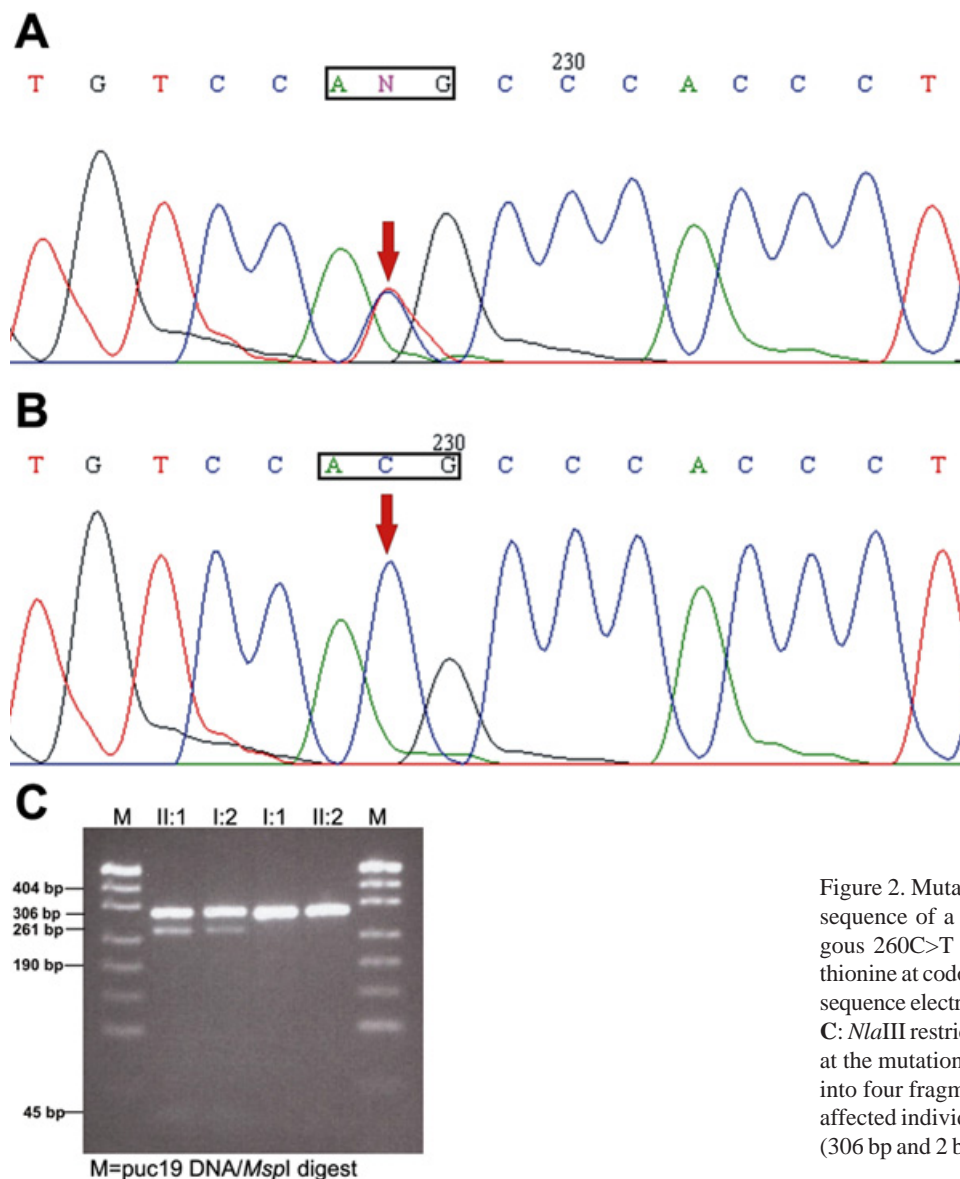 A
230
T G T C C A N G C C C A C C C T
B
230
T G T C C A C G C C C A C C C T
C
M II:1 I:2 I:1 II:2 M
404 bp
306 bp
261 bp
190 bp
45 bp
M=puc19 DNA/MspI digest
Figure 2. Muta
sequence of a
gous 260C>T
thionine at codo
sequence electr
C: NlaIII restric
at the mutation
into four fragm
affected individ
(306 bp and 2 b